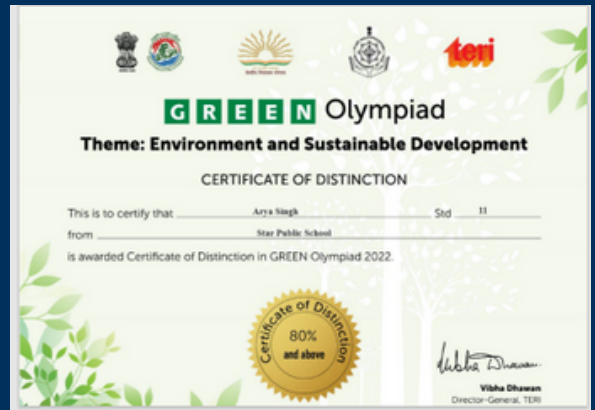 teri
GREEN Olympiad
Theme: Environment and Sustainable Development
CERTIFICATE OF DISTINCTION
This is to certify that Arya Singh Std 11
from Star Public School
is awarded Certificate of Distinction in GREEN Olympiad 2022.
Certificate of Distinction
80%
and above
Vibha Dhawan
Vibha Dhawan
Director-General, TERI